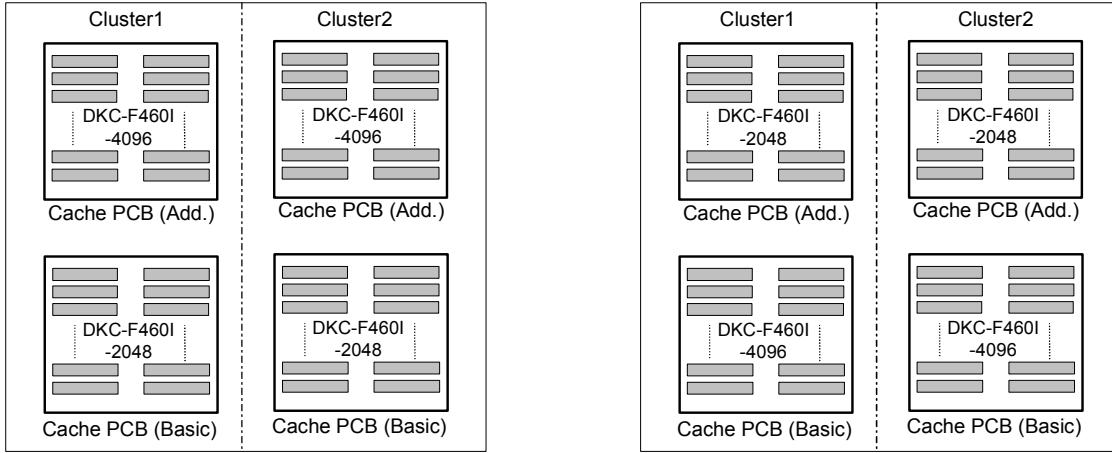 Cluster1
Cluster2
DKC-F460I
-4096
Cache PCB (Add.)
DKC-F460I
-4096
Cache PCB (Add.)
DKC-F460I
-2048
Cache PCB (Basic)
DKC-F460I
-2048
Cache PCB (Basic)
Cluster1
Cluster2
DKC-F460I
-2048
Cache PCB (Add.)
DKC-F460I
-2048
Cache PCB (Add.)
DKC-F460I
-4096
Cache PCB (Basic)
DKC-F460I
-4096
Cache PCB (Basic)